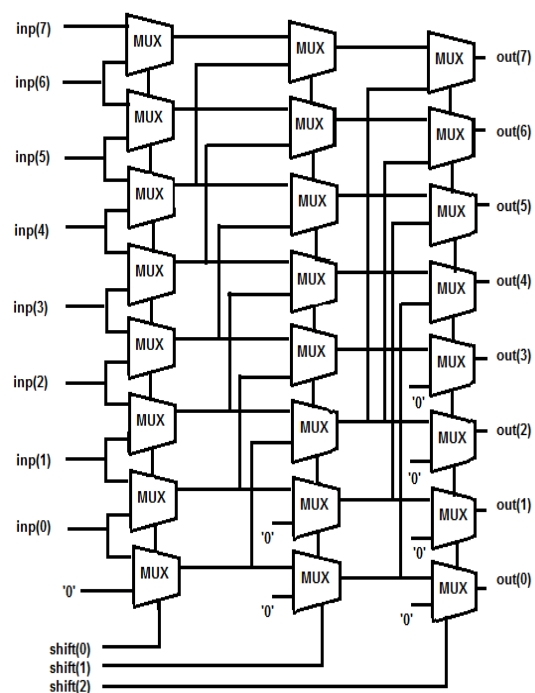 inp(7)
MUX
MUX
MUX
out(7)
inp(6)
MUX
MUX
MUX
out(6)
inp(5)
MUX
MUX
MUX
out(5)
inp(4)
MUX
MUX
MUX
out(4)
inp(3)
MUX
MUX
MUX
out(3)
inp(2)
'0'
MUX
MUX
MUX
out(2)
inp(1)
'0'
MUX
MUX
MUX
out(1)
inp(0)
'0'
'0'
MUX
MUX
MUX
out(0)
'0'
'0'
'0'
shift(0)
shift(1)
shift(2)